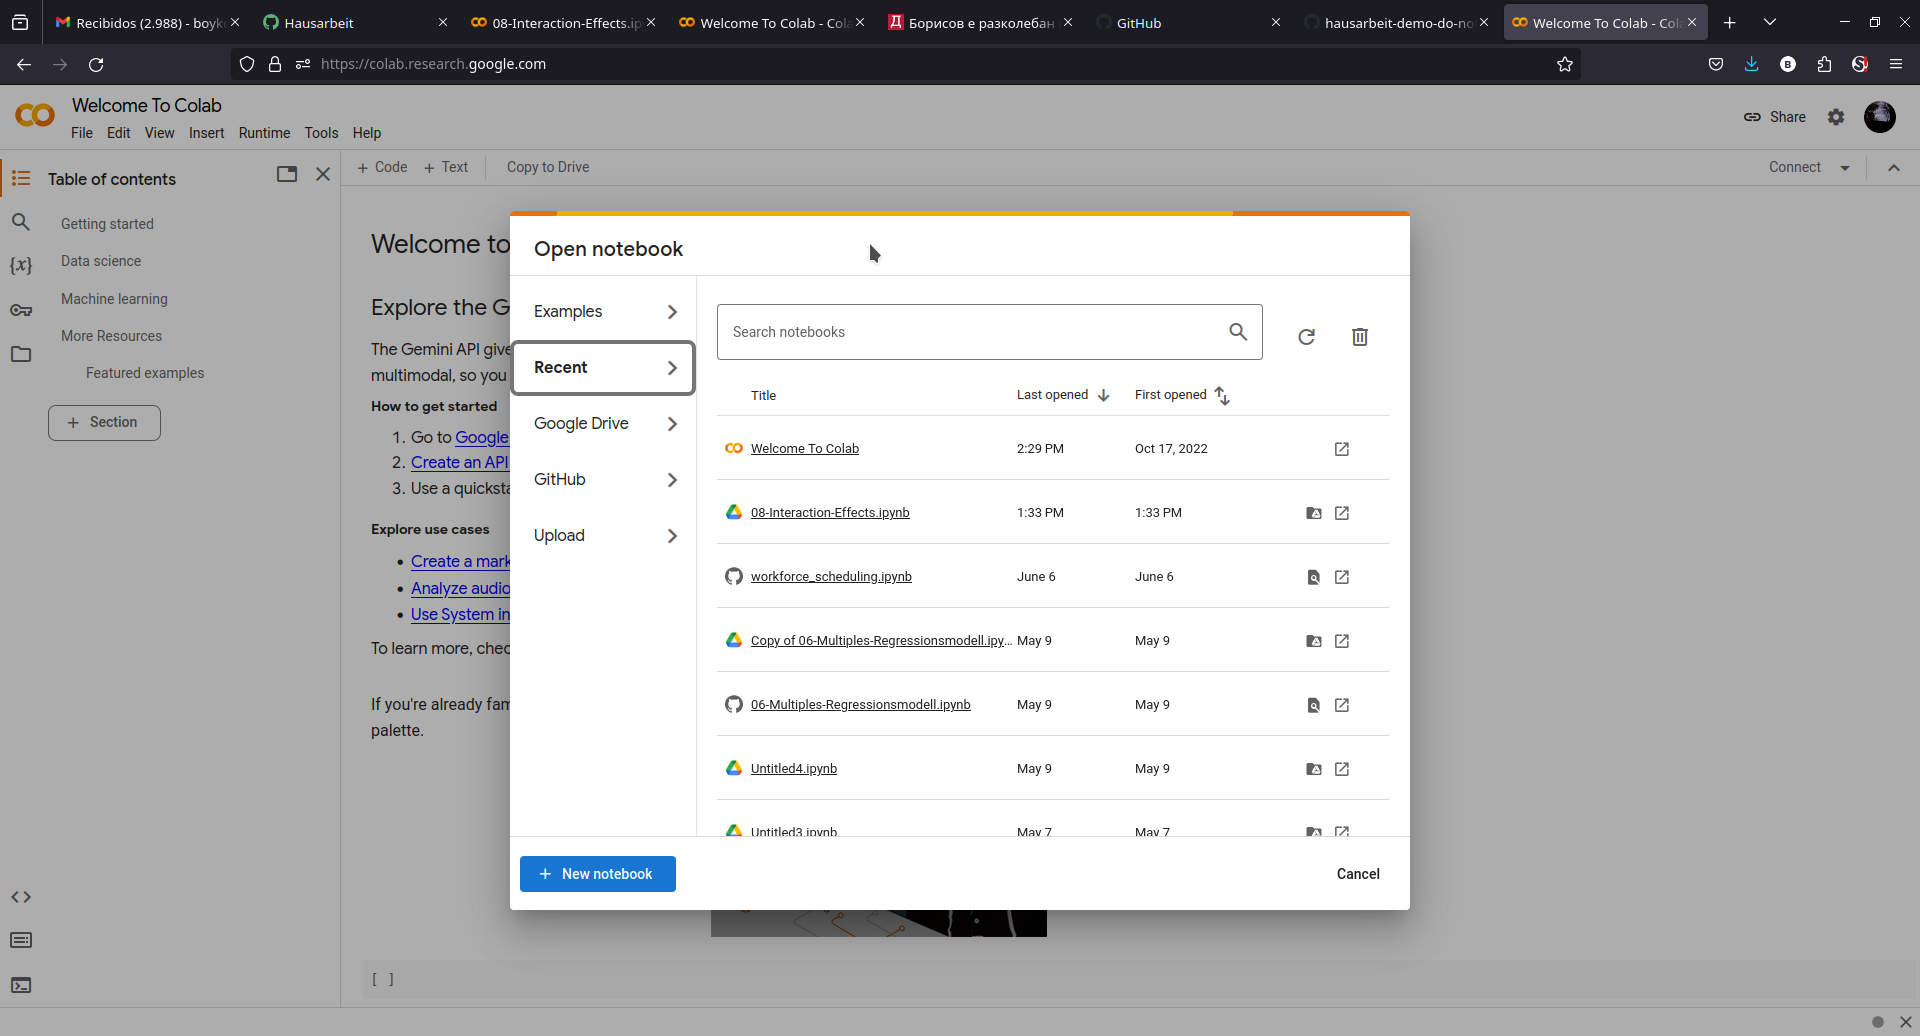 Recibidos (2.988) - boyk
Hausarbeit
08-Interaction-Effects.ip
Welcome To Colab - Col
Борисов е разколебан
GitHub
hausarbeit-demo-do-no
Welcome To Colab - Col
https://colab.research.google.com
Welcome To Colab
File Edit View Insert Runtime Tools Help
Share
Table of contents
+ Code + Text Copy to Drive
Connect
Getting started
Data science
Machine learning
More Resources
Featured examples
+ Section
Welcome to
Explore the G
The Gemini API give
multimodal, so you
How to get started
1. Go to Google
2. Create an API
3. Use a quicksta
Explore use cases
• Create a mark
• Analyze audio
• Use System in
To learn more, chec
If you're already fam
palette.
[ ]
Open notebook
Examples
Recent
Google Drive
GitHub
Upload
Search notebooks
Title Last opened First opened
Welcome To Colab 2:29 PM Oct 17, 2022
08-Interaction-Effects.ipynb 1:33 PM 1:33 PM
workforce_scheduling.ipynb June 6 June 6
Copy of 06-Multiples-Regressionsmodell.ipy… May 9 May 9
06-Multiples-Regressionsmodell.ipynb May 9 May 9
Untitled4.ipynb May 9 May 9
Untitled3.ipynb May 7 May 7
+ New notebook
Cancel